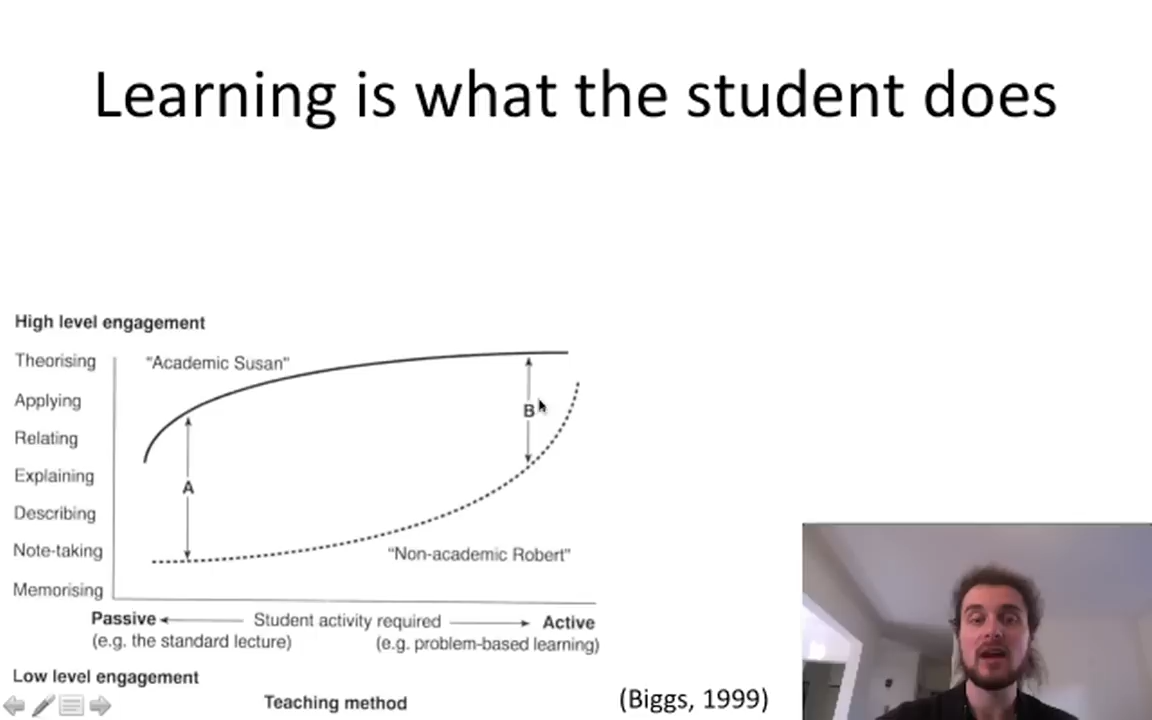 Learning is what the student does
High level engagement
Theorising
"Academic Susan"
Applying
B
Relating
Explaining
A
Describing
Note-taking
"Non-academic Robert"
Memorising
Passive Student activity required Active
(e.g. the standard lecture) (e.g. problem-based learning)
Low level engagement
Teaching method
(Biggs, 1999)